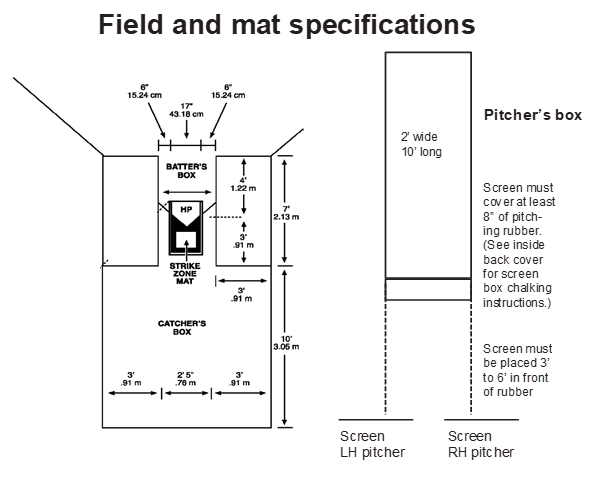 Field and mat specifications
6"
15.24 cm
17"
43.18 cm
6"
15.24 cm
BATTER'S
BOX
4'
1.22 m
7'
2.13 m
HP
3'
.91 m
STRIKE
ZONE
MAT
3'
.91 m
CATCHER'S
BOX
10'
3.05 m
3'
.91 m
2' 5"
.76 m
3'
.91 m
Pitcher's box
2' wide
10' long
Screen must
cover at least
8" of pitch-
ing rubber.
(See inside
back cover
for screen
box chalking
instructions.)
Screen must
be placed 3'
to 6' in front
of rubber
Screen
LH pitcher
Screen
RH pitcher